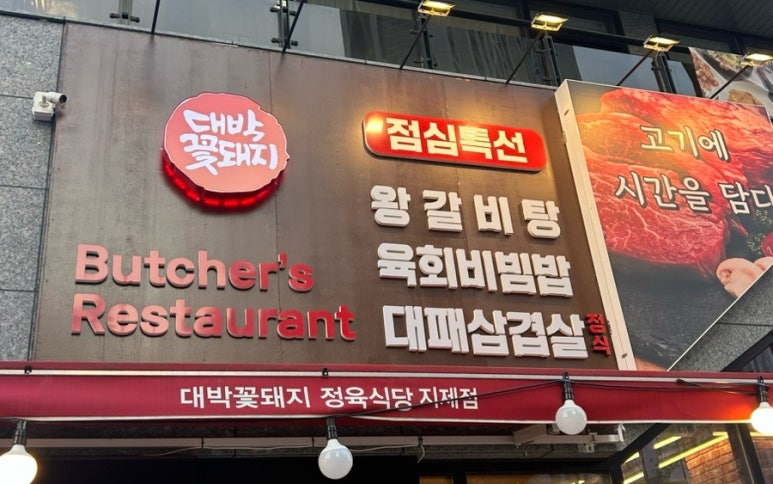 대박
꽃돼지
Butcher's
Restaurant
점심특선
왕갈비탕
육회비빔밥
대패삼겹살정식
고기에
시간을 담다
대박꽃돼지 정육식당 지제점